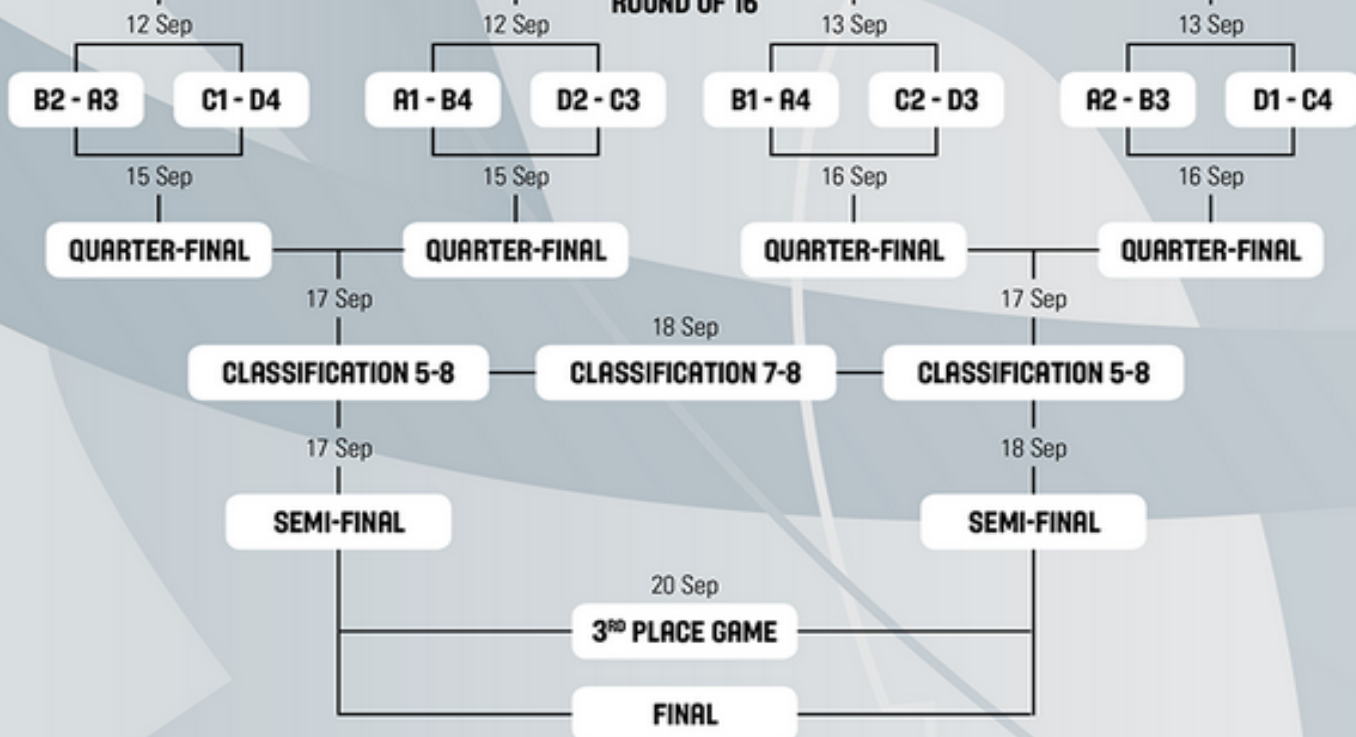 ROUND OF 16
12 Sep 12 Sep 13 Sep 13 Sep
B2 - A3 C1 - D4 A1 - B4 D2 - C3 B1 - A4 C2 - D3 A2 - B3 D1 - C4
15 Sep 15 Sep 16 Sep 16 Sep
QUARTER-FINAL QUARTER-FINAL QUARTER-FINAL QUARTER-FINAL
17 Sep 17 Sep
18 Sep
CLASSIFICATION 5-8 CLASSIFICATION 7-8 CLASSIFICATION 5-8
17 Sep 18 Sep
SEMI-FINAL SEMI-FINAL
20 Sep
3RD PLACE GAME
FINAL